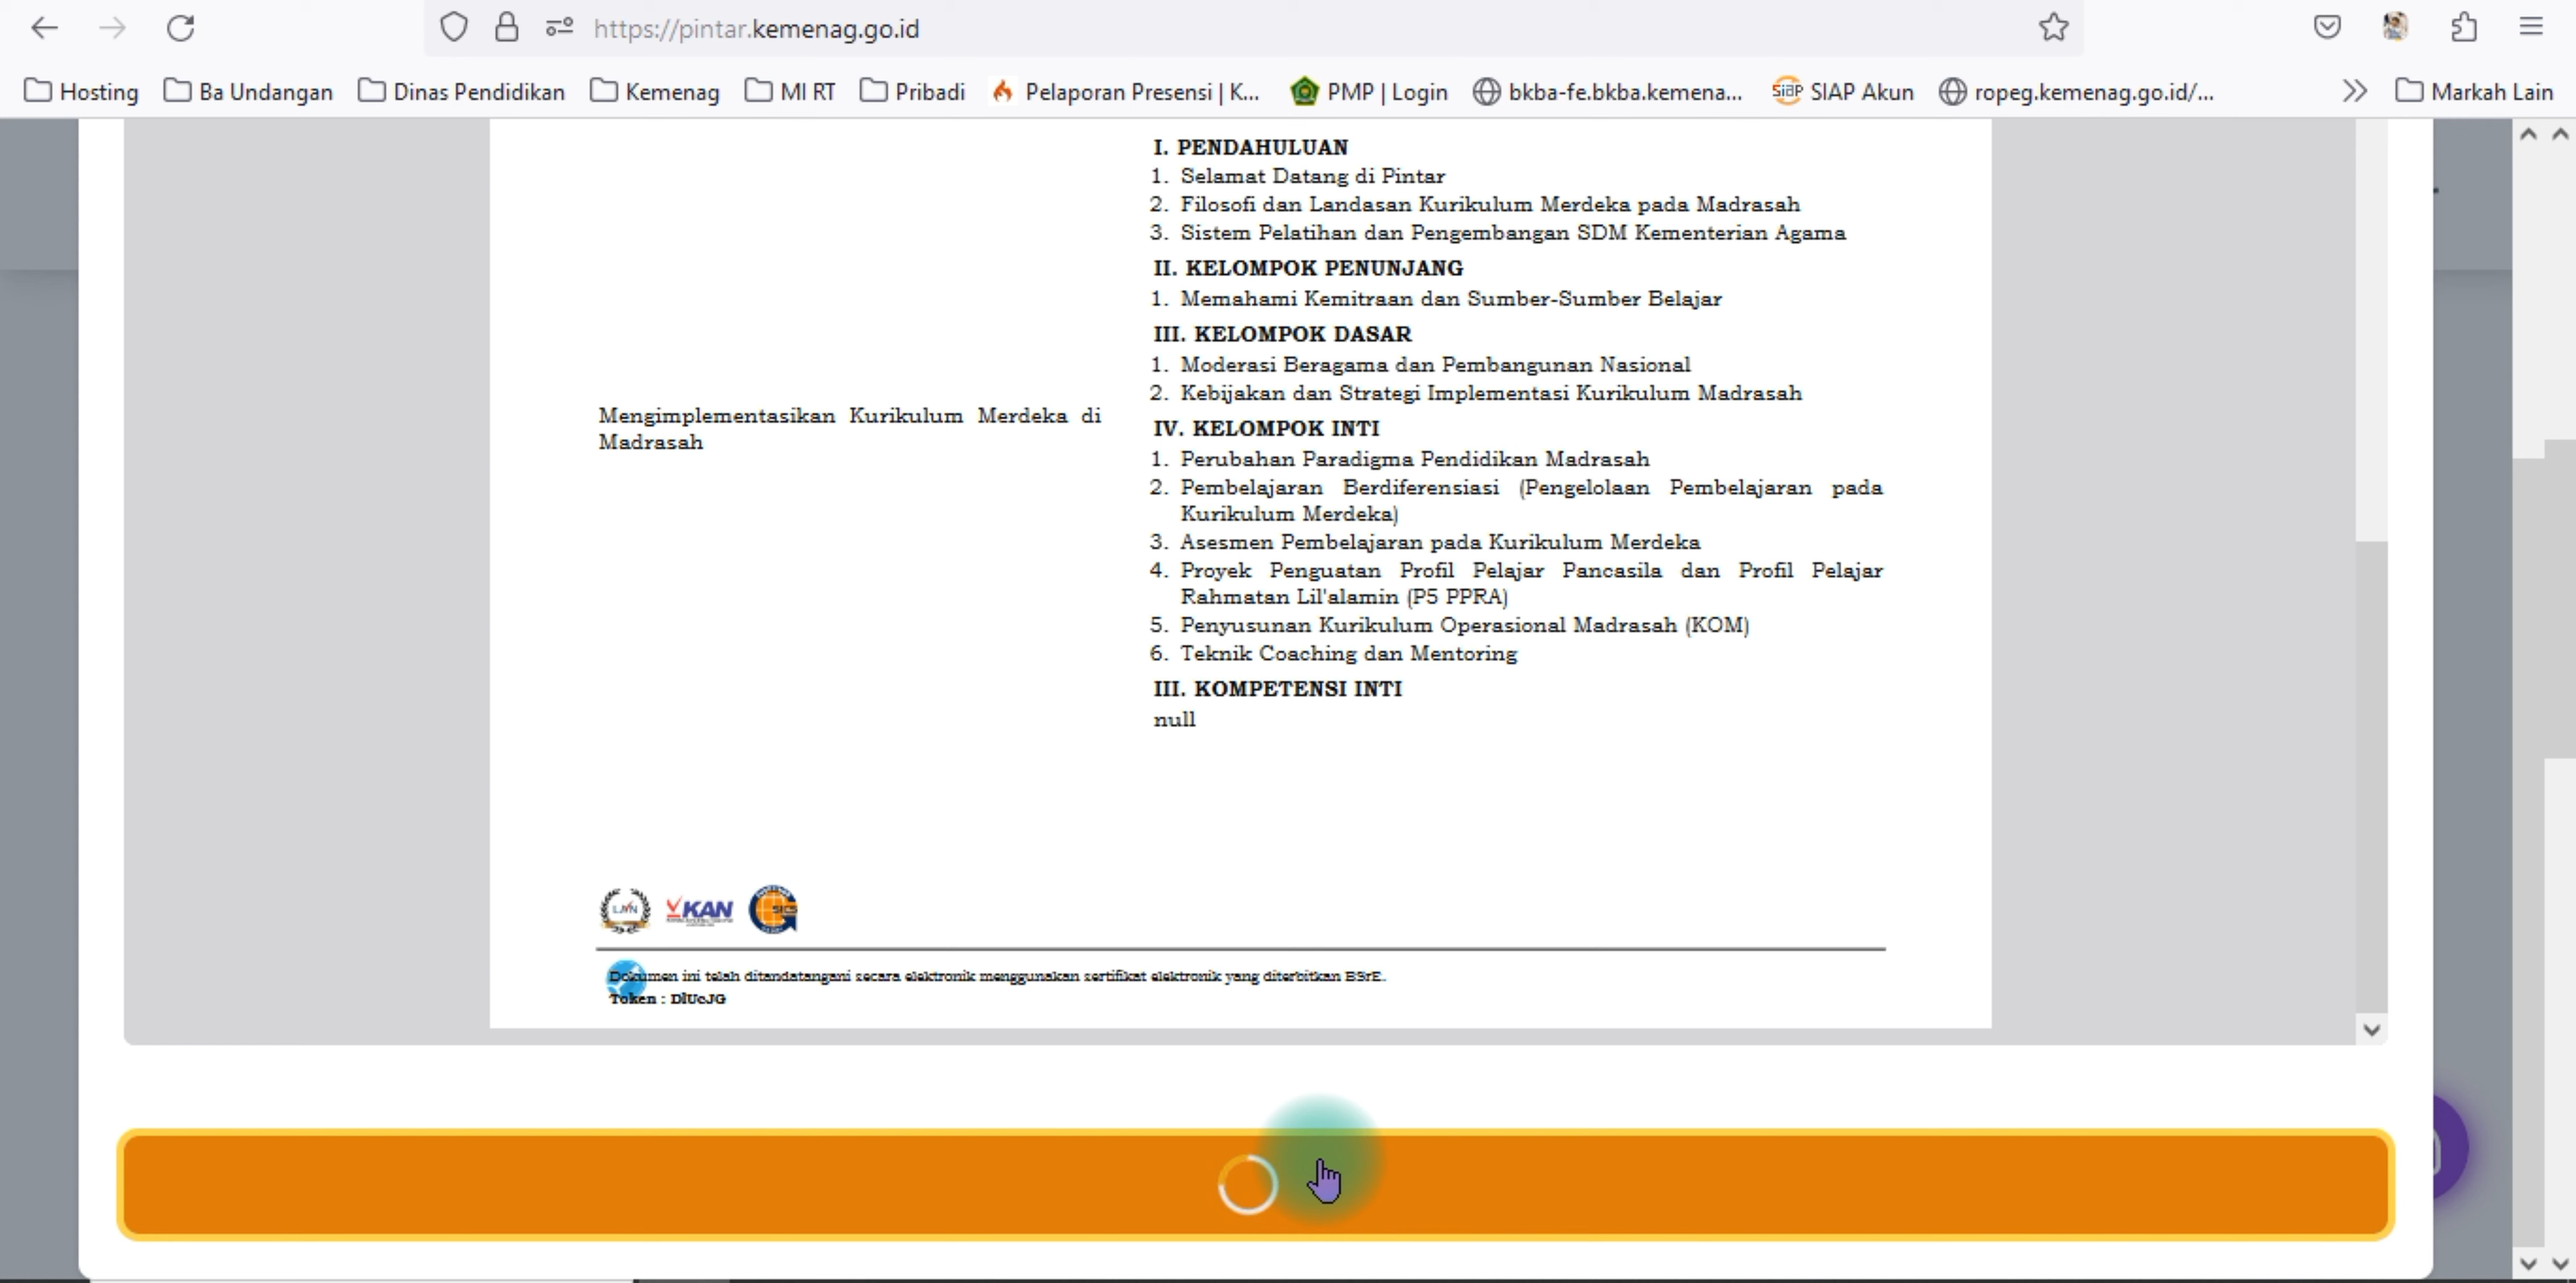 https://pintar.kemenag.go.id
Hosting Ba Undangan Dinas Pendidikan Kemenag MI RT Pribadi Pelaporan Presensi | K... PMP | Login bkba-fe.bkba.kemena... SIAP Akun ropeg.kemenag.go.id/... Markah Lain
I. PENDAHULUAN
1. Selamat Datang di Pintar
2. Filosofi dan Landasan Kurikulum Merdeka pada Madrasah
3. Sistem Pelatihan dan Pengembangan SDM Kementerian Agama
II. KELOMPOK PENUNJANG
1. Memahami Kemitraan dan Sumber-Sumber Belajar
III. KELOMPOK DASAR
1. Moderasi Beragama dan Pembangunan Nasional
2. Kebijakan dan Strategi Implementasi Kurikulum Madrasah
Mengimplementasikan Kurikulum Merdeka di
Madrasah
IV. KELOMPOK INTI
1. Perubahan Paradigma Pendidikan Madrasah
2. Pembelajaran Berdiferensiasi (Pengelolaan Pembelajaran pada
Kurikulum Merdeka)
3. Asesmen Pembelajaran pada Kurikulum Merdeka
4. Proyek Penguatan Profil Pelajar Pancasila dan Profil Pelajar
Rahmatan Lil'alamin (P5 PPRA)
5. Penyusunan Kurikulum Operasional Madrasah (KOM)
6. Teknik Coaching dan Mentoring
III. KOMPETENSI INTI
null
KAN SICS
Dokumen ini telah ditandatangani secara elektronik menggunakan sertifikat elektronik yang diterbitkan BSrE.
Token : DlUcJG